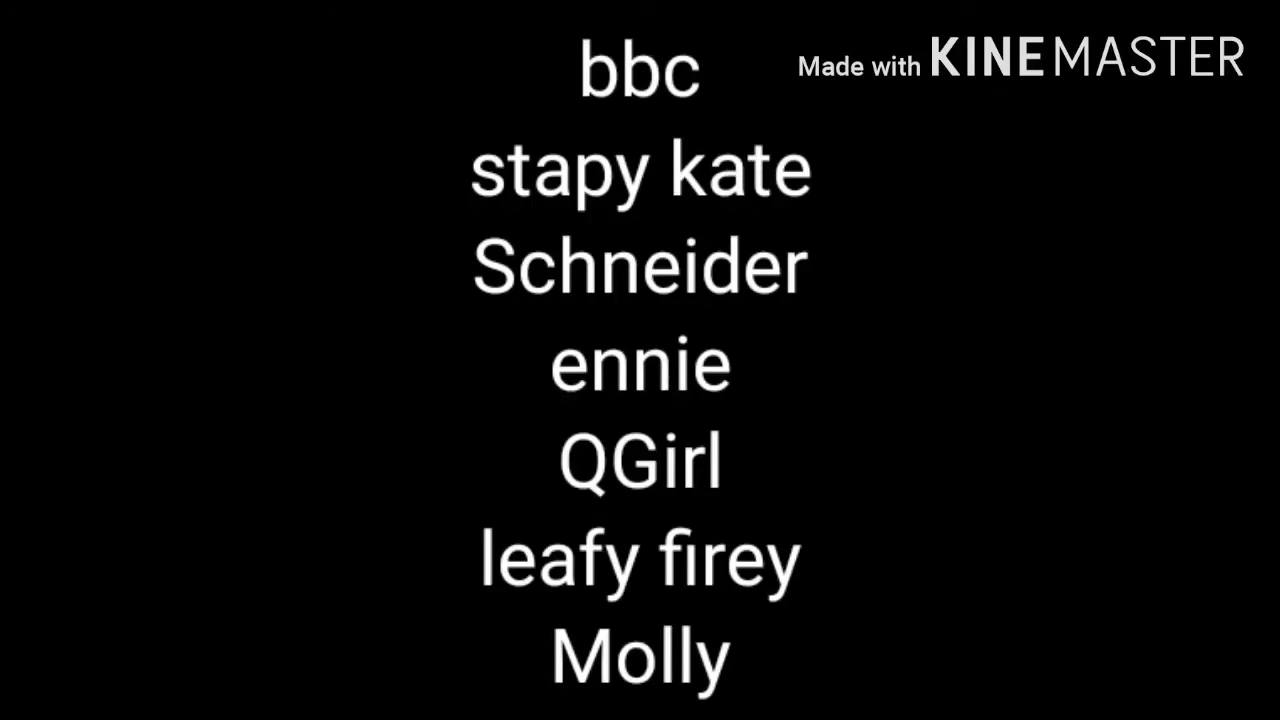 bbc
Made with KINEMASTER
stapy kate
Schneider
ennie
QGirl
leafy firey
Molly